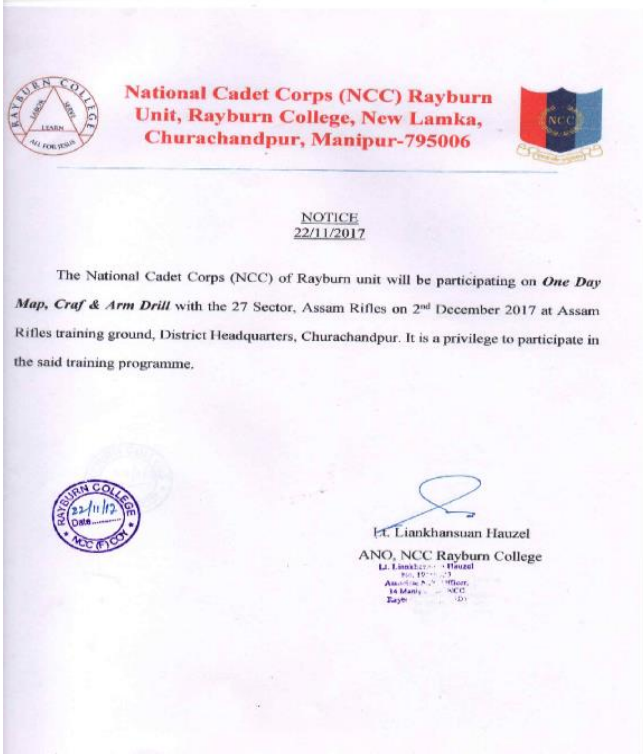 RAYBURN COLLEGE
LABOR
SERVE
LEARN
ALL FOR JESUS
National Cadet Corps (NCC) Rayburn
Unit, Rayburn College, New Lamka,
Churachandpur, Manipur-795006
NCC
NOTICE
22/11/2017
The National Cadet Corps (NCC) of Rayburn unit will be participating on One Day
Map, Craf & Arm Drill with the 27 Sector, Assam Rifles on 2nd December 2017 at Assam
Rifles training ground, District Headquarters, Churachandpur. It is a privilege to participate in
the said training programme.
RAYBURN COLLEGE
22/11/17
Date
NCC (F) COY
Lt. Liankhansuan Hauzel
ANO, NCC Rayburn College
Lt. Hauzel
Officer
NCC